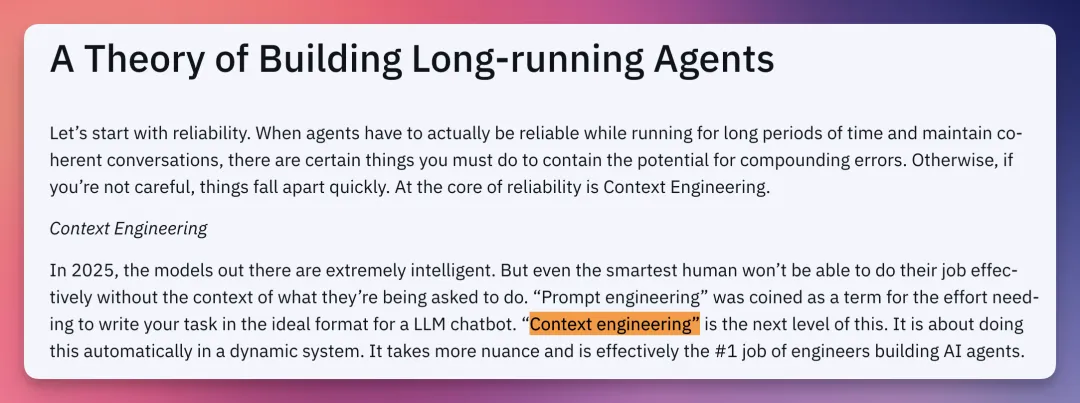 A Theory of Building Long-running Agents
Let’s start with reliability. When agents have to actually be reliable while running for long periods of time and maintain co-
herent conversations, there are certain things you must do to contain the potential for compounding errors. Otherwise, if
you’re not careful, things fall apart quickly. At the core of reliability is Context Engineering.
Context Engineering
In 2025, the models out there are extremely intelligent. But even the smartest human won’t be able to do their job effec-
tively without the context of what they’re being asked to do. “Prompt engineering” was coined as a term for the effort need-
ing to write your task in the ideal format for a LLM chatbot. “Context engineering” is the next level of this. It is about doing
this automatically in a dynamic system. It takes more nuance and is effectively the #1 job of engineers building AI agents.